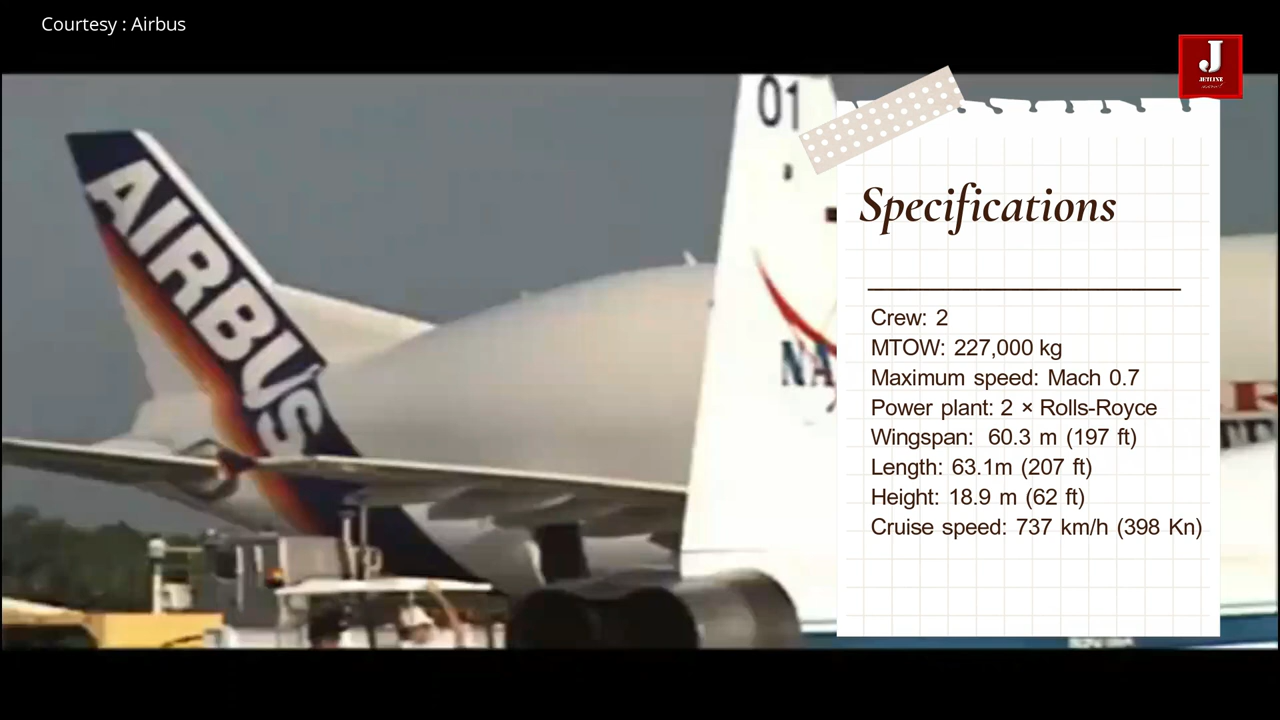 Courtesy : Airbus
J
JETLINE
01
AIRBUS
NA
Specifications
Crew: 2
MTOW: 227,000 kg
Maximum speed: Mach 0.7
Power plant: 2 × Rolls-Royce
Wingspan: 60.3 m (197 ft)
Length: 63.1m (207 ft)
Height: 18.9 m (62 ft)
Cruise speed: 737 km/h (398 Kn)